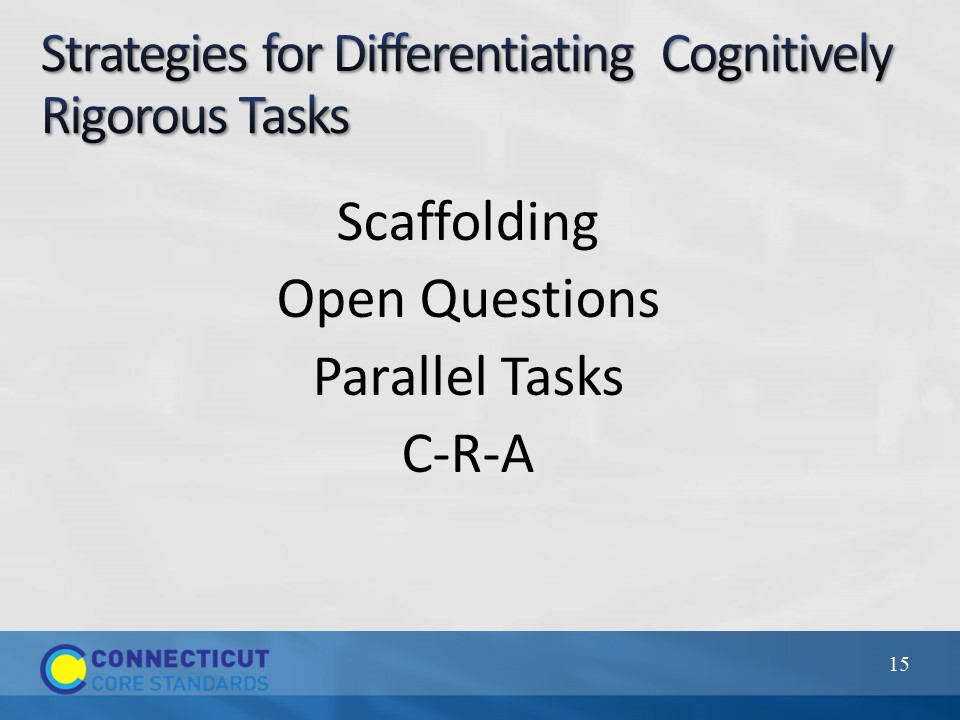 Strategies for Differentiating Cognitively
Rigorous Tasks
Scaffolding
Open Questions
Parallel Tasks
C-R-A
CONNECTICUT
CORE STANDARDS
15